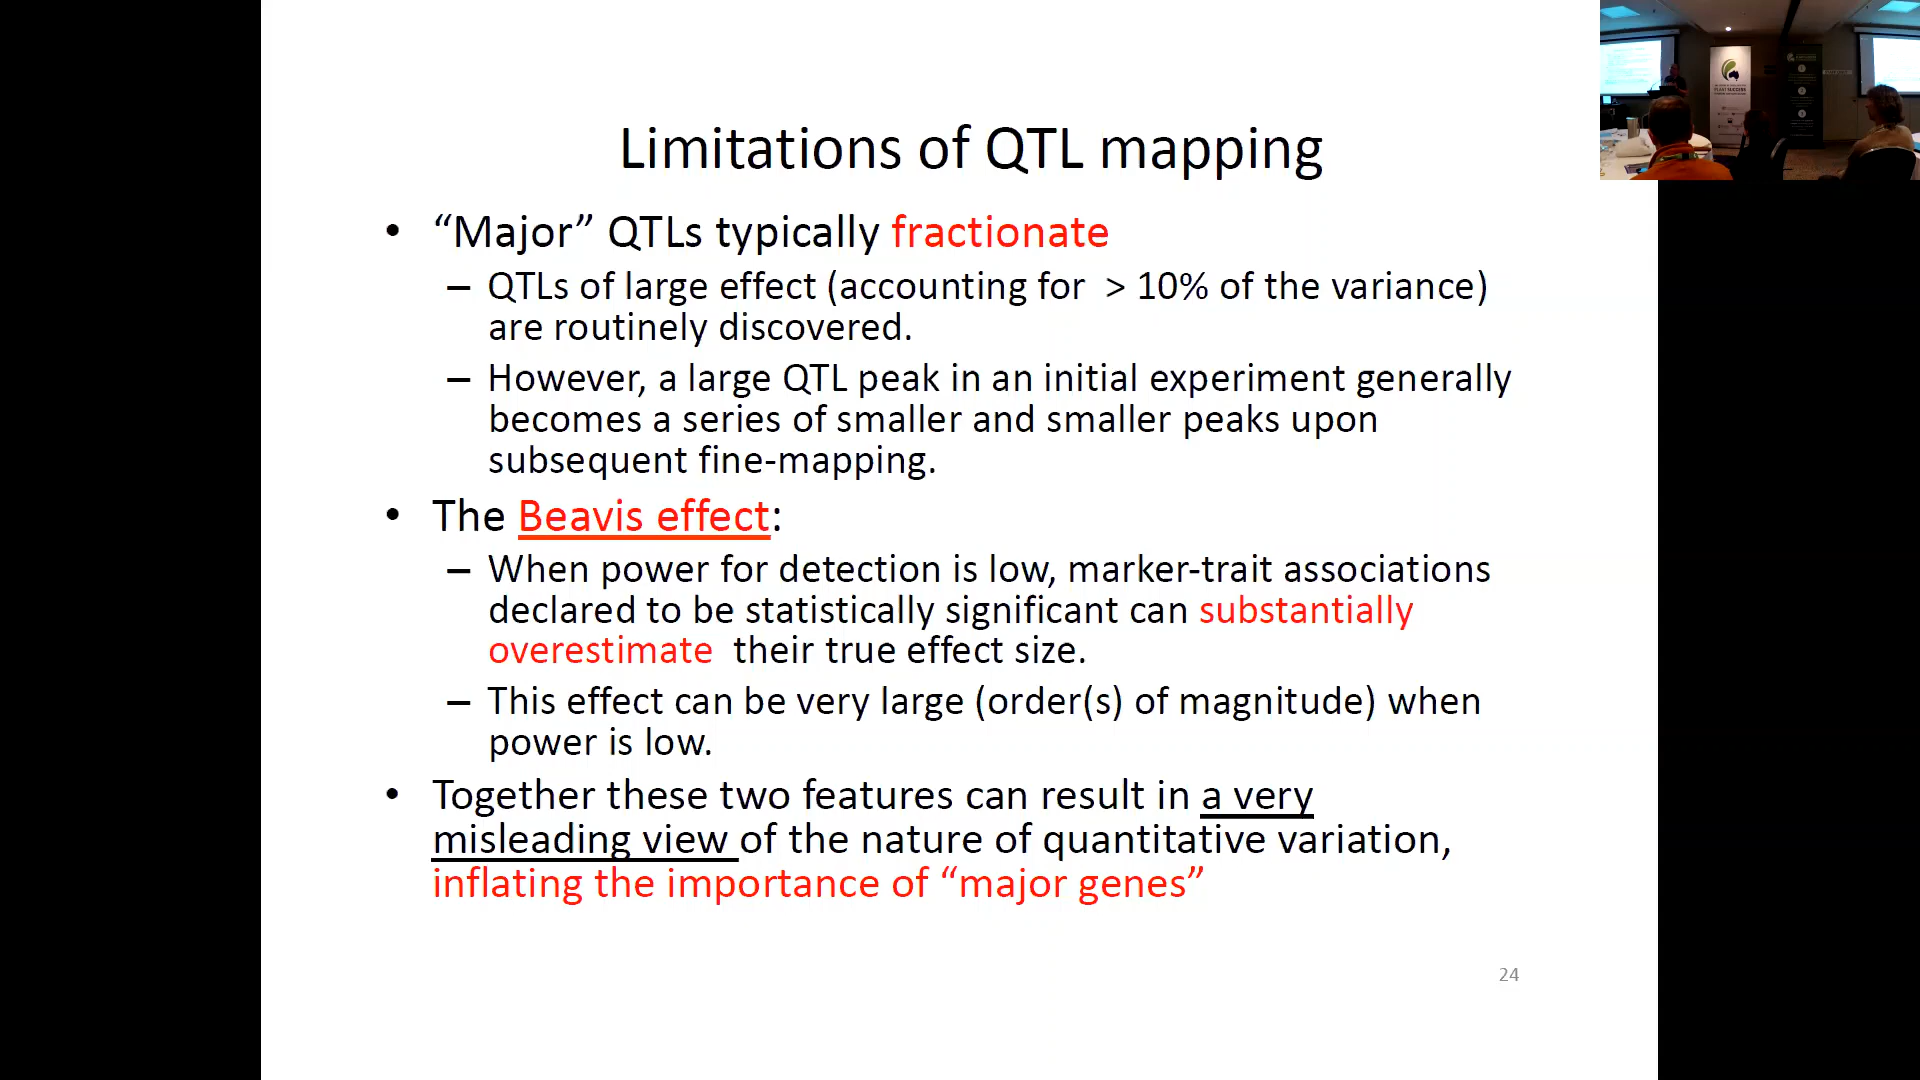 Limitations of QTL mapping
• “Major” QTLs typically fractionate
– QTLs of large effect (accounting for > 10% of the variance)
are routinely discovered.
– However, a large QTL peak in an initial experiment generally
becomes a series of smaller and smaller peaks upon
subsequent fine-mapping.
• The Beavis effect:
– When power for detection is low, marker-trait associations
declared to be statistically significant can substantially
overestimate their true effect size.
– This effect can be very large (order(s) of magnitude) when
power is low.
• Together these two features can result in a very
misleading view of the nature of quantitative variation,
inflating the importance of “major genes”
24
PLANT SUCCESS